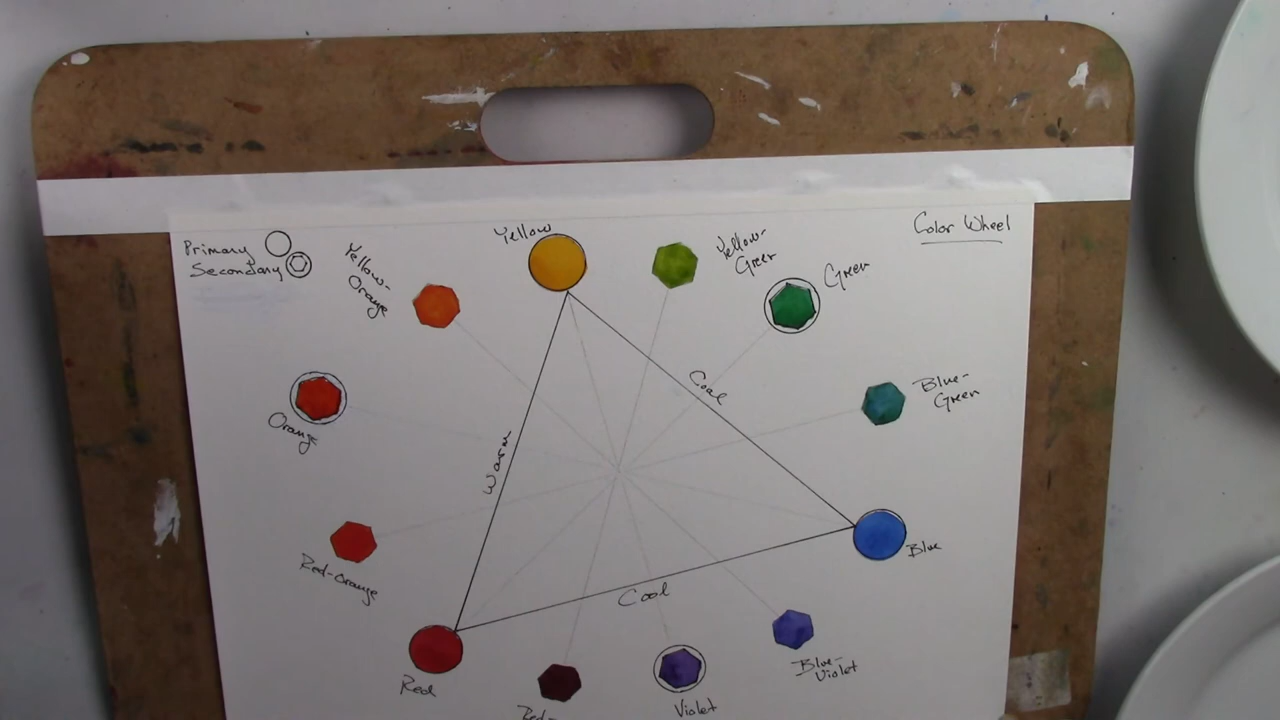 Color Wheel
Primary
Secondary
Yellow
Yellow-
Green
Green
Yellow-
Orange
Blue-
Green
Orange
Cool
Warm
Blue
Red-Orange
Cool
Red
Blue-
Violet
Violet
Red-